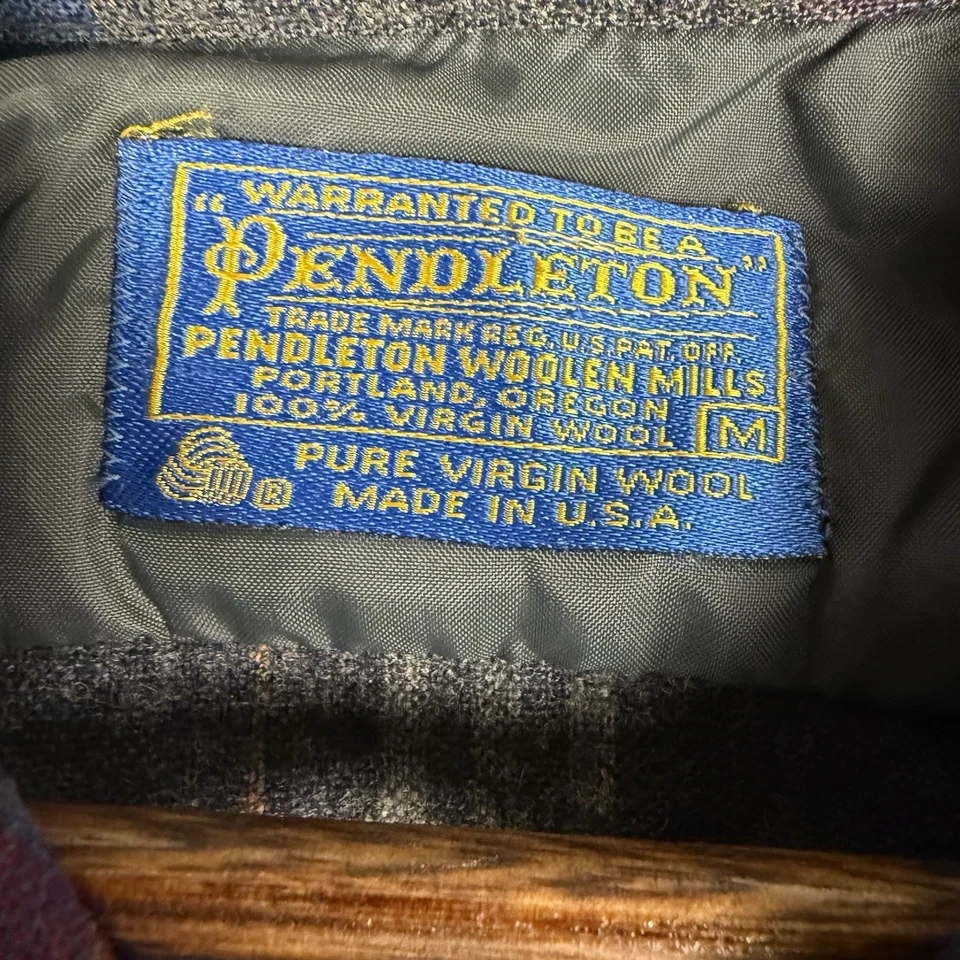 "WARRANTED TO BE A
PENDLETON"
TRADE MARK REG. U.S. PAT. OFF.
PENDLETON WOOLEN MILLS
PORTLAND, OREGON
100% VIRGIN WOOL M
® PURE VIRGIN WOOL
MADE IN U.S.A.